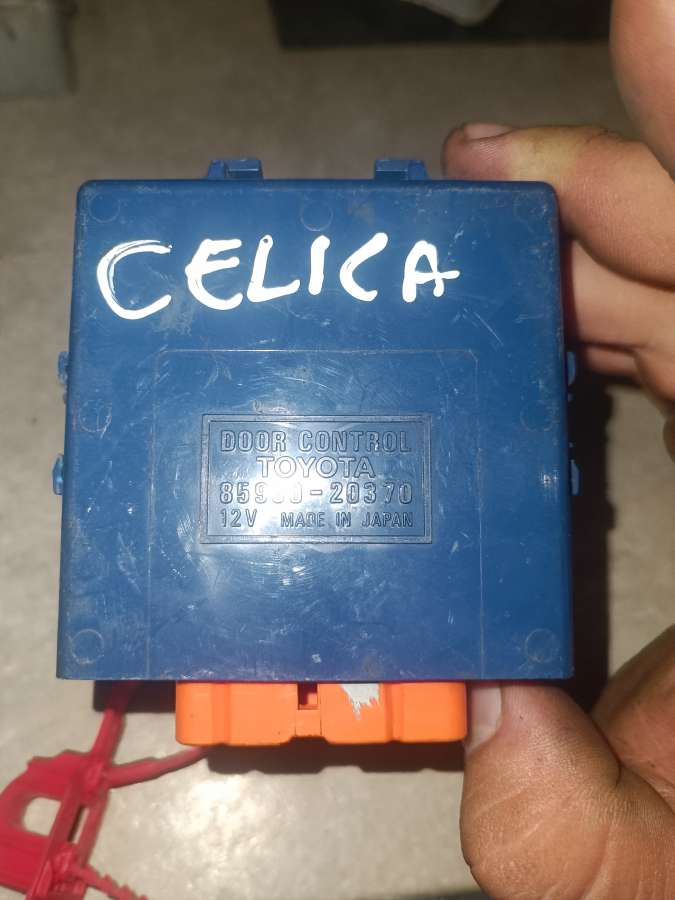 CELICA
DOOR CONTROL
TOYOTA
12V MADE IN JAPAN